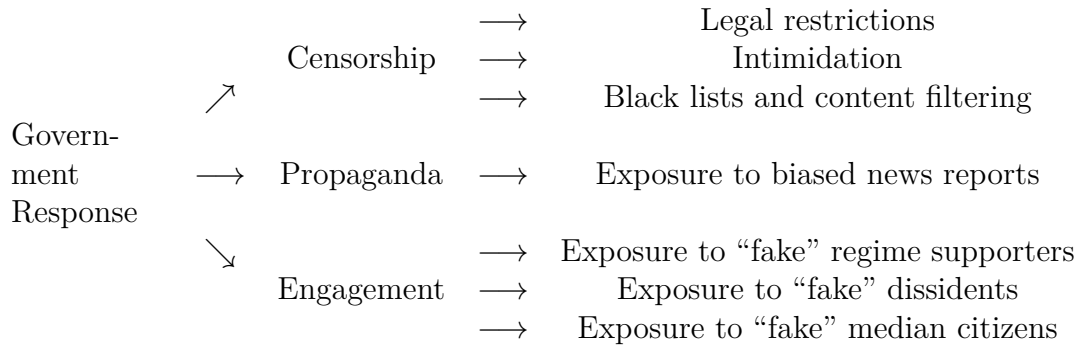 Legal restrictions
Censorship
Intimidation
Black lists and content filtering
Govern-
ment
Response
Propaganda
Exposure to biased news reports
Exposure to “fake” regime supporters
Engagement
Exposure to “fake” dissidents
Exposure to “fake” median citizens